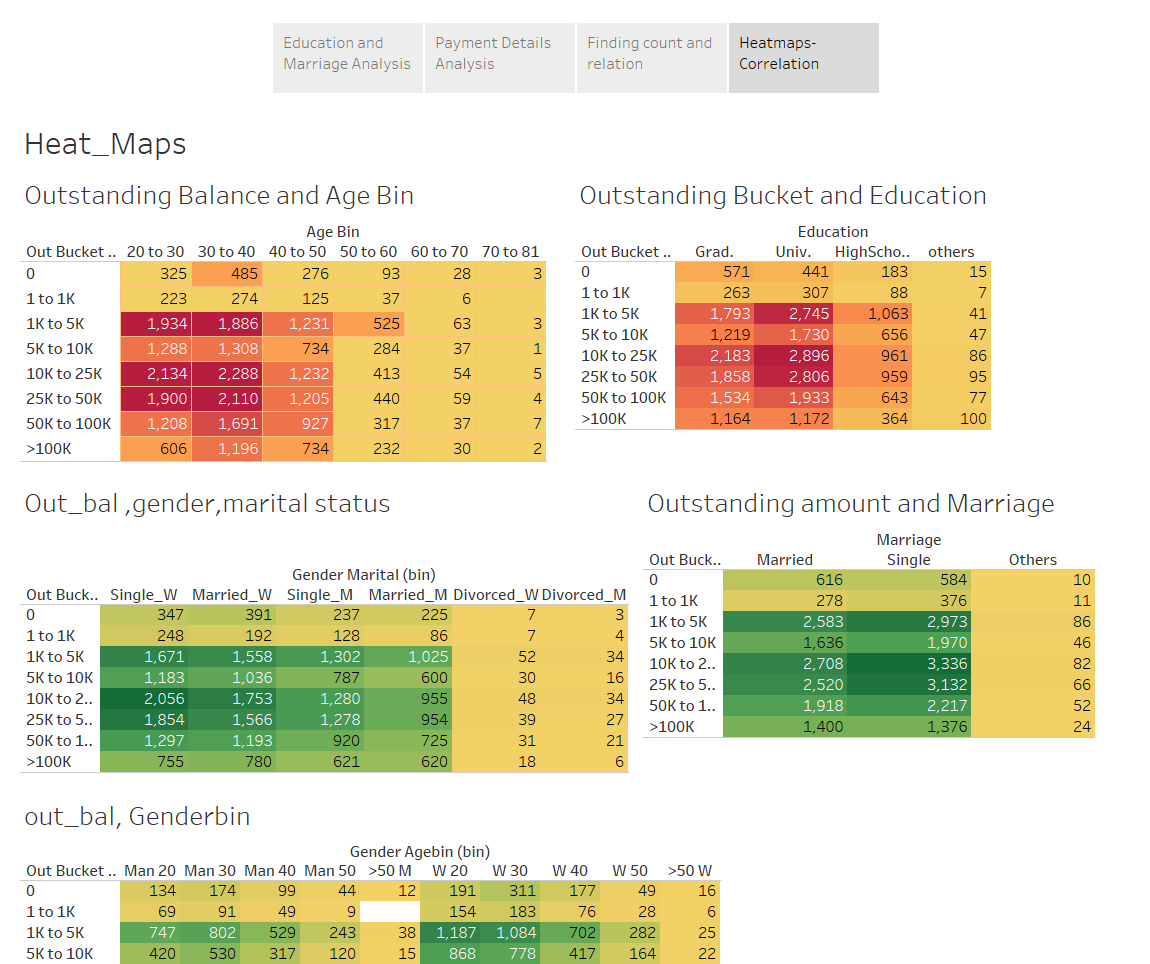 Education and
Marriage Analysis
Payment Details
Analysis
Finding count and
relation
Heatmaps-
Correlation
Heat_Maps
Outstanding Balance and Age Bin
Age Bin
Out Bucket .. 20 to 30 30 to 40 40 to 50 50 to 60 60 to 70 70 to 81
0 325 485 276 93 28 3
1 to 1K 223 274 125 37 6
1K to 5K 1,934 1,886 1,231 525 63 3
5K to 10K 1,288 1,308 734 284 37 1
10K to 25K 2,134 2,288 1,232 413 54 5
25K to 50K 1,900 2,110 1,205 440 59 4
50K to 100K 1,208 1,691 927 317 37 7
>100K 606 1,196 734 232 30 2
Outstanding Bucket and Education
Education
Out Bucket .. Grad. Univ. HighScho.. others
0 571 441 183 15
1 to 1K 263 307 88 7
1K to 5K 1,793 2,745 1,063 41
5K to 10K 1,219 1,730 656 47
10K to 25K 2,183 2,896 961 86
25K to 50K 1,858 2,806 959 95
50K to 100K 1,534 1,933 643 77
>100K 1,164 1,172 364 100
Out_bal ,gender,marital status
Gender Marital (bin)
Out Buck.. Single_W Married_W Single_M Married_M Divorced_W Divorced_M
0 347 391 237 225 7 3
1 to 1K 248 192 128 86 7 4
1K to 5K 1,671 1,558 1,302 1,025 52 34
5K to 10K 1,183 1,036 787 600 30 16
10K to 2.. 2,056 1,753 1,280 955 48 34
25K to 5.. 1,854 1,566 1,278 954 39 27
50K to 1.. 1,297 1,193 920 725 31 21
>100K 755 780 621 620 18 6
Outstanding amount and Marriage
Marriage
Out Buck.. Married Single Others
0 616 584 10
1 to 1K 278 376 11
1K to 5K 2,583 2,973 86
5K to 10K 1,636 1,970 46
10K to 2.. 2,708 3,336 82
25K to 5.. 2,520 3,132 66
50K to 1.. 1,918 2,217 52
>100K 1,400 1,376 24
out_bal, Genderbin
Gender Agebin (bin)
Out Bucket .. Man 20 Man 30 Man 40 Man 50 >50 M W 20 W 30 W 40 W 50 >50 W
0 134 174 99 44 12 191 311 177 49 16
1 to 1K 69 91 49 9 154 183 76 28 6
1K to 5K 747 802 529 243 38 1,187 1,084 702 282 25
5K to 10K 420 530 317 120 15 868 778 417 164 22